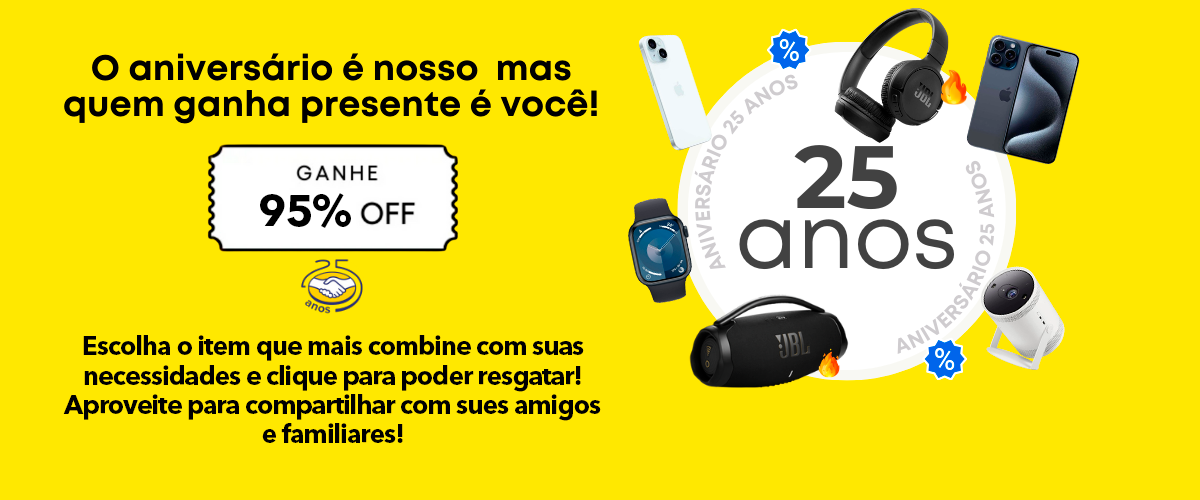 O aniversário é nosso  mas
quem ganha presente é você!
GANHE
95% OFF
25
anos
Escolha o item que mais combine com suas
necessidades e clique para poder resgatar!
Aproveite para compartilhar com sues amigos
e familiares!
%
ANIVERSÁRIO 25 ANOS
JBL
25
anos
ANIVERSÁRIO 25 ANOS
JBL
%